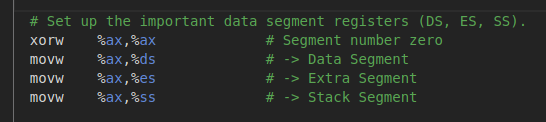 # Set up the important data segment registers (DS, ES, SS).
xorw    %ax,%ax             # Segment number zero
movw    %ax,%ds             # -> Data Segment
movw    %ax,%es             # -> Extra Segment
movw    %ax,%ss             # -> Stack Segment